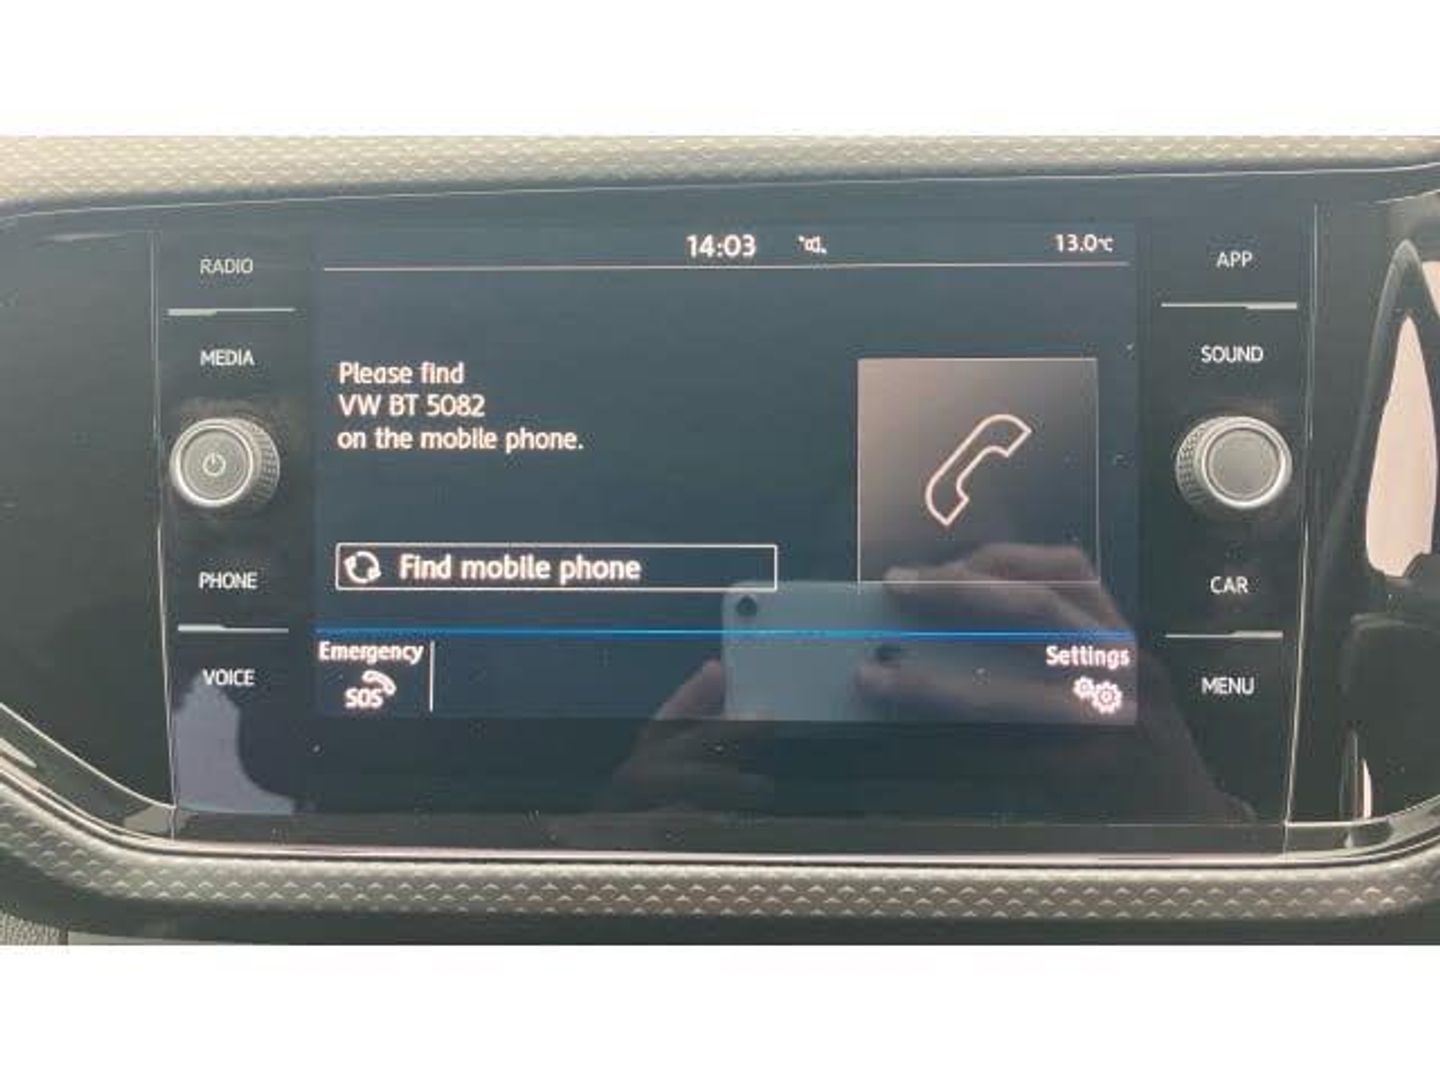 RADIO
MEDIA
PHONE
VOICE
14:03
13.0°C
Please find
VW BT 5082
on the mobile phone.
Find mobile phone
Emergency
SOS
Settings
APP
SOUND
CAR
MENU